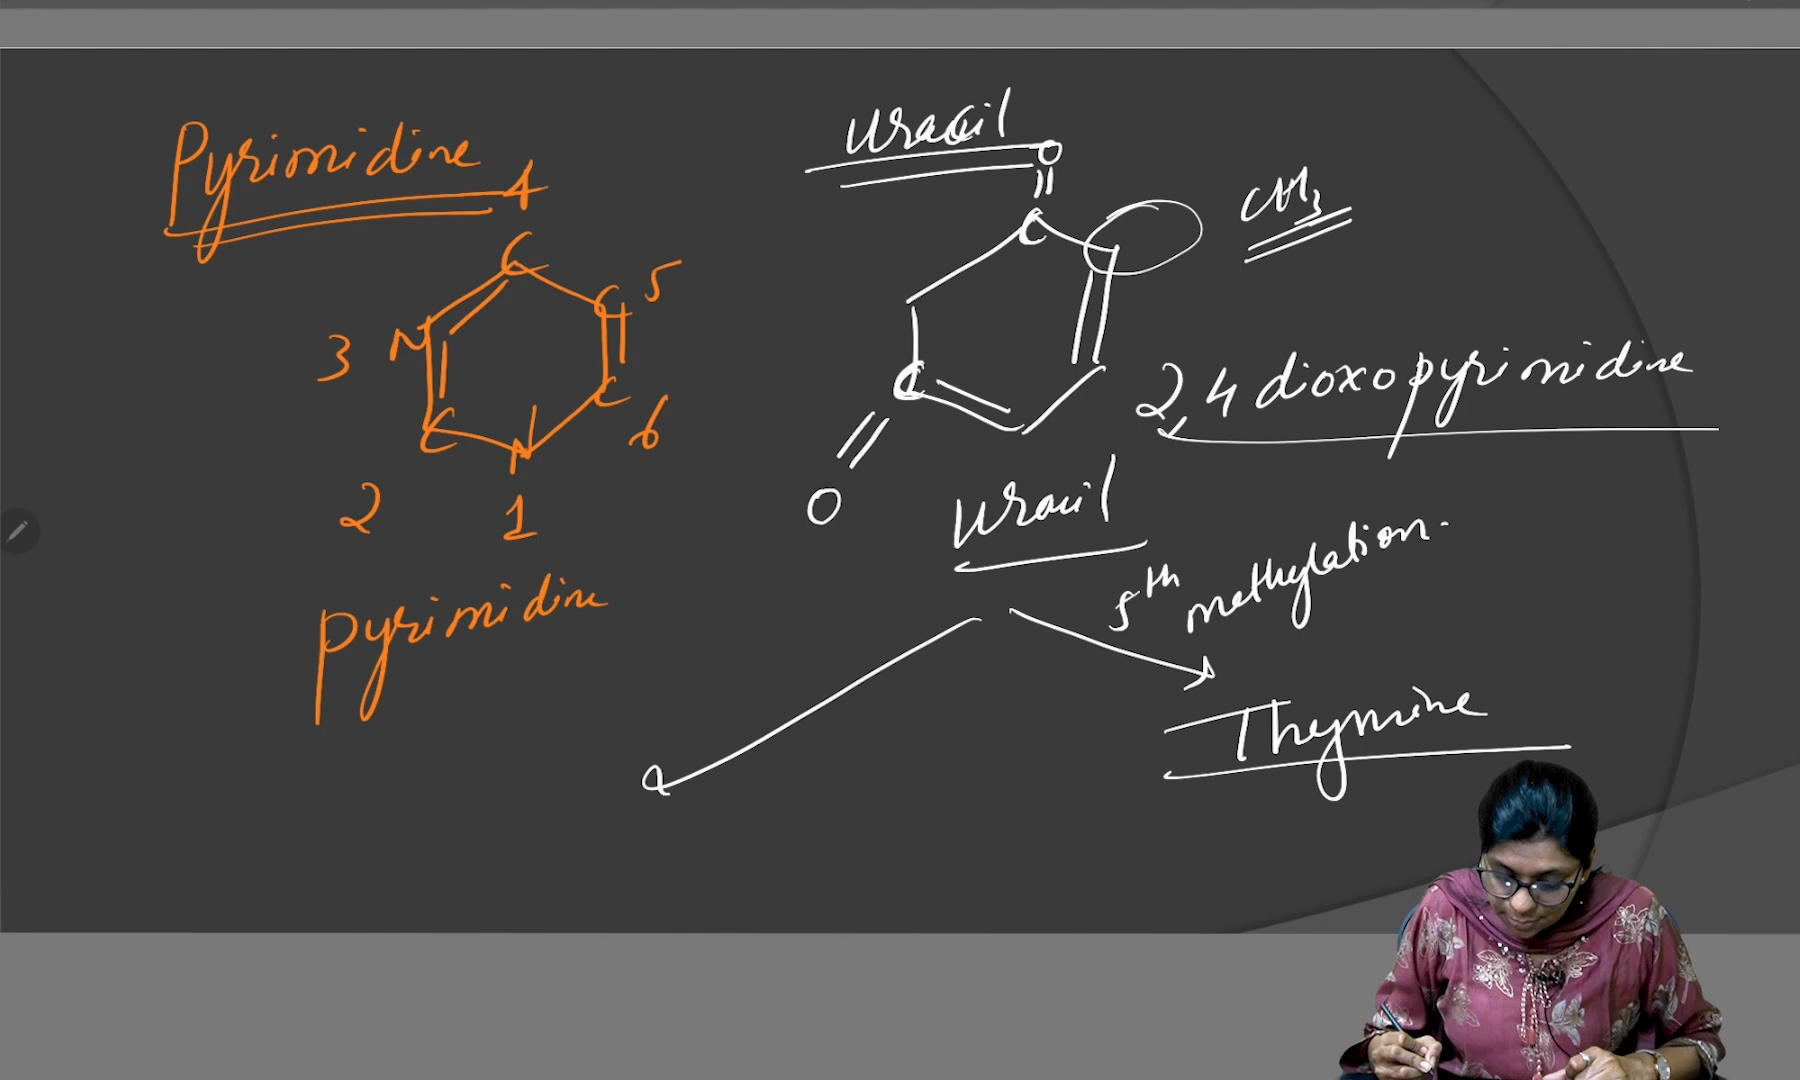 Pyrimidine
4
C
C 5
3 N
C
C 6
N
2
1
Pyrimidine
Uracil
O
C
CH3
C
O
2,4 dioxopyrimidine
Uracil
5th methylation.
Thymine